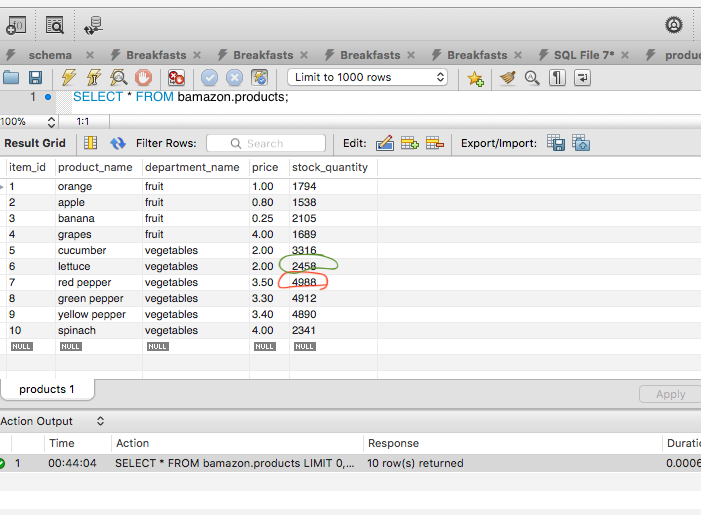 schema × Breakfasts × Breakfasts × Breakfasts × Breakfasts × SQL File 7* × produc
Limit to 1000 rows
1 SELECT * FROM bamazon.products;
100% 1:1
Result Grid Filter Rows: Search Edit: Export/Import:
item_id product_name department_name price stock_quantity
1 orange fruit 1.00 1794
2 apple fruit 0.80 1538
3 banana fruit 0.25 2105
4 grapes fruit 4.00 1689
5 cucumber vegetables 2.00 3316
6 lettuce vegetables 2.00 2458
7 red pepper vegetables 3.50 4988
8 green pepper vegetables 3.30 4912
9 yellow pepper vegetables 3.40 4890
10 spinach vegetables 4.00 2341
NULL NULL NULL NULL NULL
products 1
Apply
Action Output
Time Action Response Duratio
1 00:44:04 SELECT * FROM bamazon.products LIMIT 0,... 10 row(s) returned 0.0006